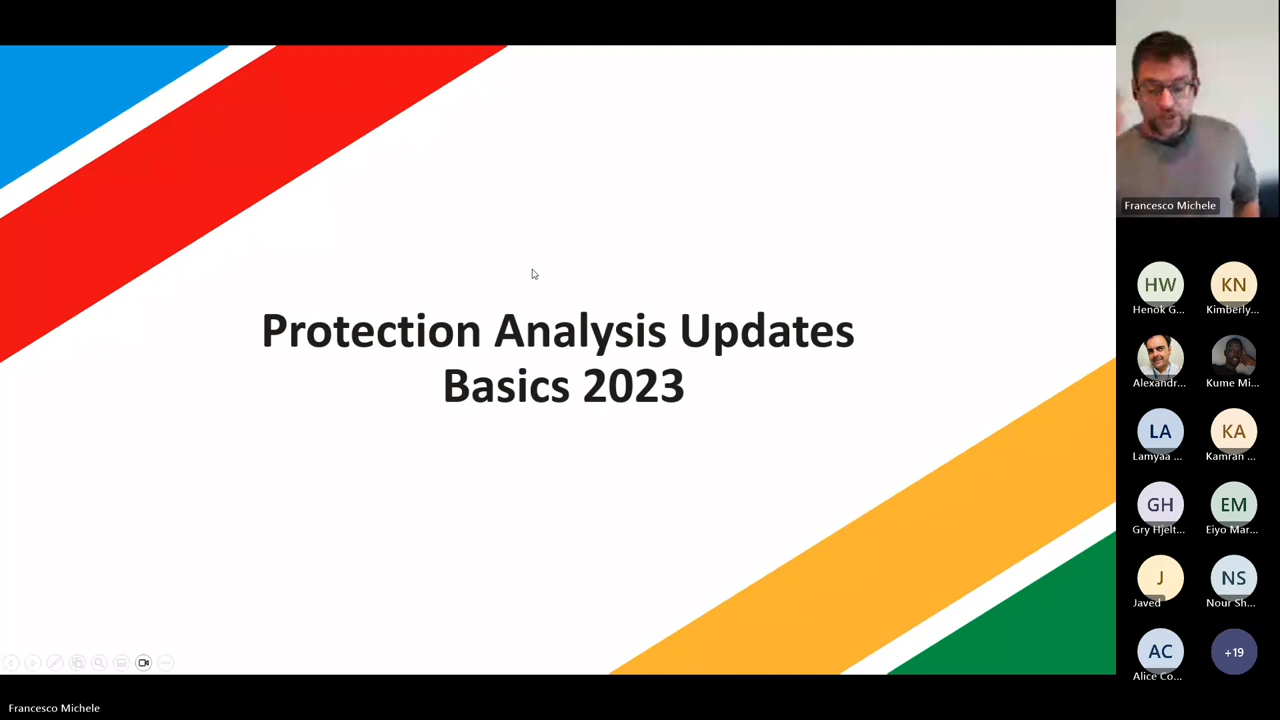 Protection Analysis Updates
Basics 2023
Francesco Michele
HW
KN
Henok G...
Kimberly...
Alexandr...
Kume Mi...
LA
KA
Lamyaa ...
Kamran ...
GH
EM
Gry Hjelt...
Eiyo Mar...
J
NS
Javed
Nour Sh...
AC
+19
Alice Co...
Francesco Michele